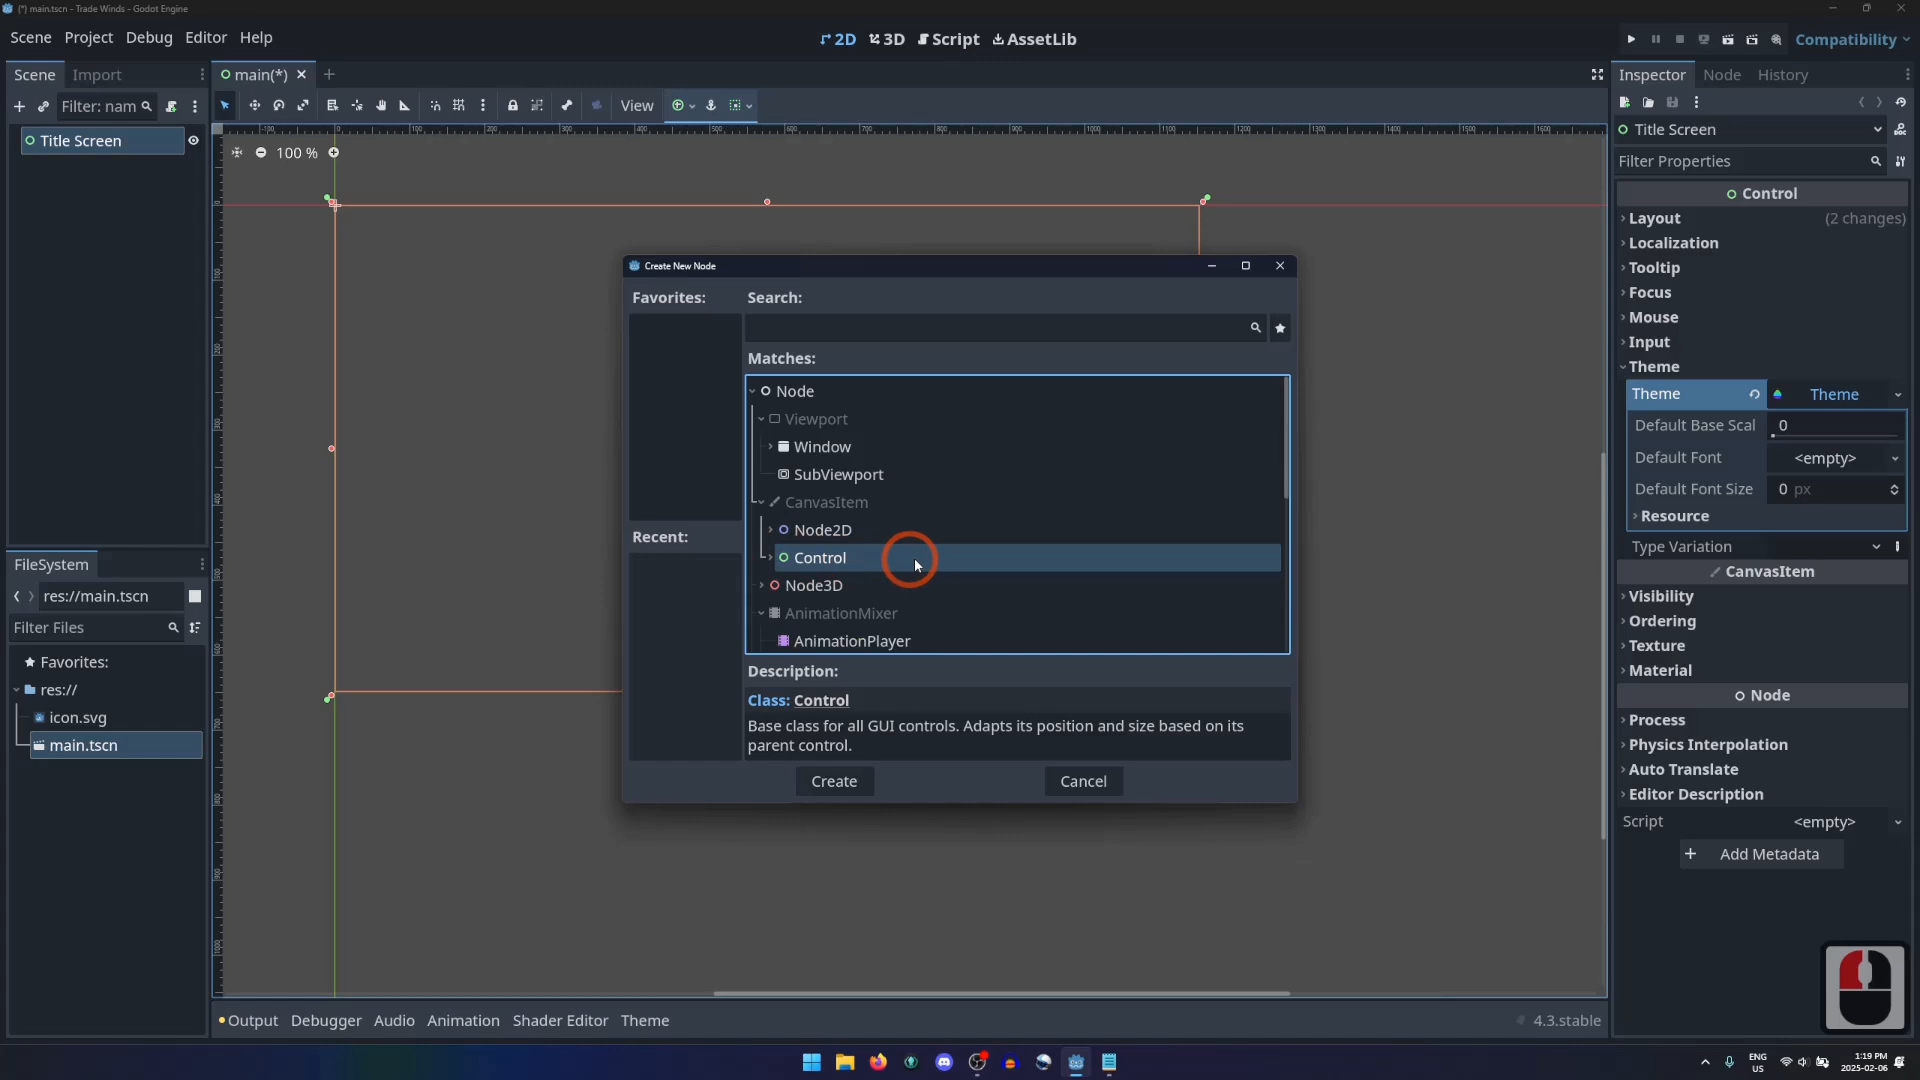 (*) main.tscn - Trade Winds - Godot Engine
Scene Project Debug Editor Help
2D 3D Script AssetLib
Compatibility
Scene Import
main(*)
Inspector Node History
Filter: nam
View
Title Screen
100 %
Title Screen
Filter Properties
Control
Layout (2 changes)
Localization
Tooltip
Focus
Mouse
Input
Theme
Theme Theme
Default Base Scal 0
Default Font <empty>
Default Font Size 0 px
Resource
Type Variation
CanvasItem
Visibility
Ordering
Texture
Material
Node
Process
Physics Interpolation
Auto Translate
Editor Description
Script <empty>
Add Metadata
Create New Node
Favorites:
Search:
Matches:
Node
Viewport
Window
SubViewport
CanvasItem
Node2D
Control
Node3D
AnimationMixer
AnimationPlayer
Recent:
Description:
Class: Control
Base class for all GUI controls. Adapts its position and size based on its
parent control.
Create Cancel
FileSystem
res://main.tscn
Filter Files
Favorites:
res://
icon.svg
main.tscn
Output Debugger Audio Animation Shader Editor Theme
4.3.stable
ENG
US
1:19 PM
2025-02-06